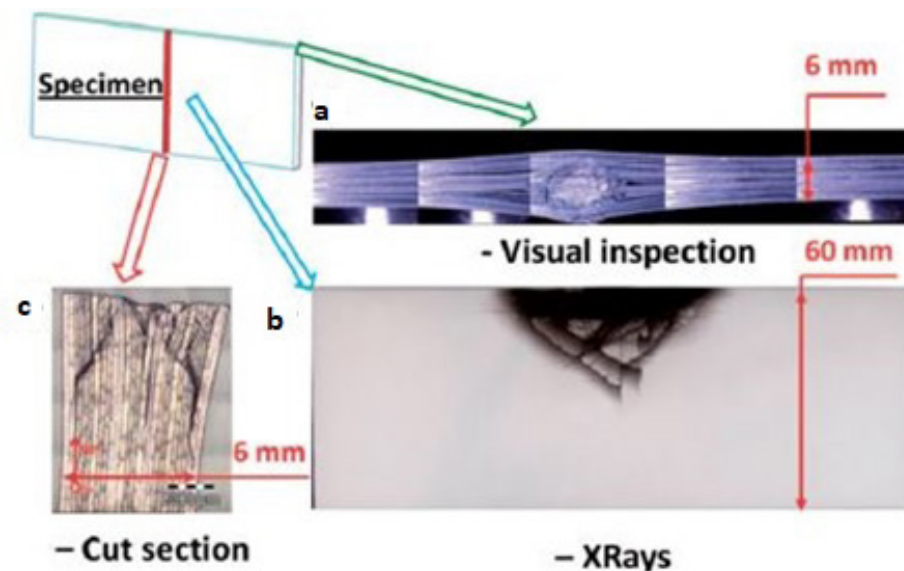 Specimen
a
6 mm
- Visual inspection
60 mm
c
b
6 mm
– Cut section
– XRays